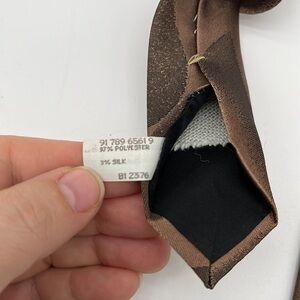 91 789 6561 9
97% POLYESTER
3% SILK
B1 2376